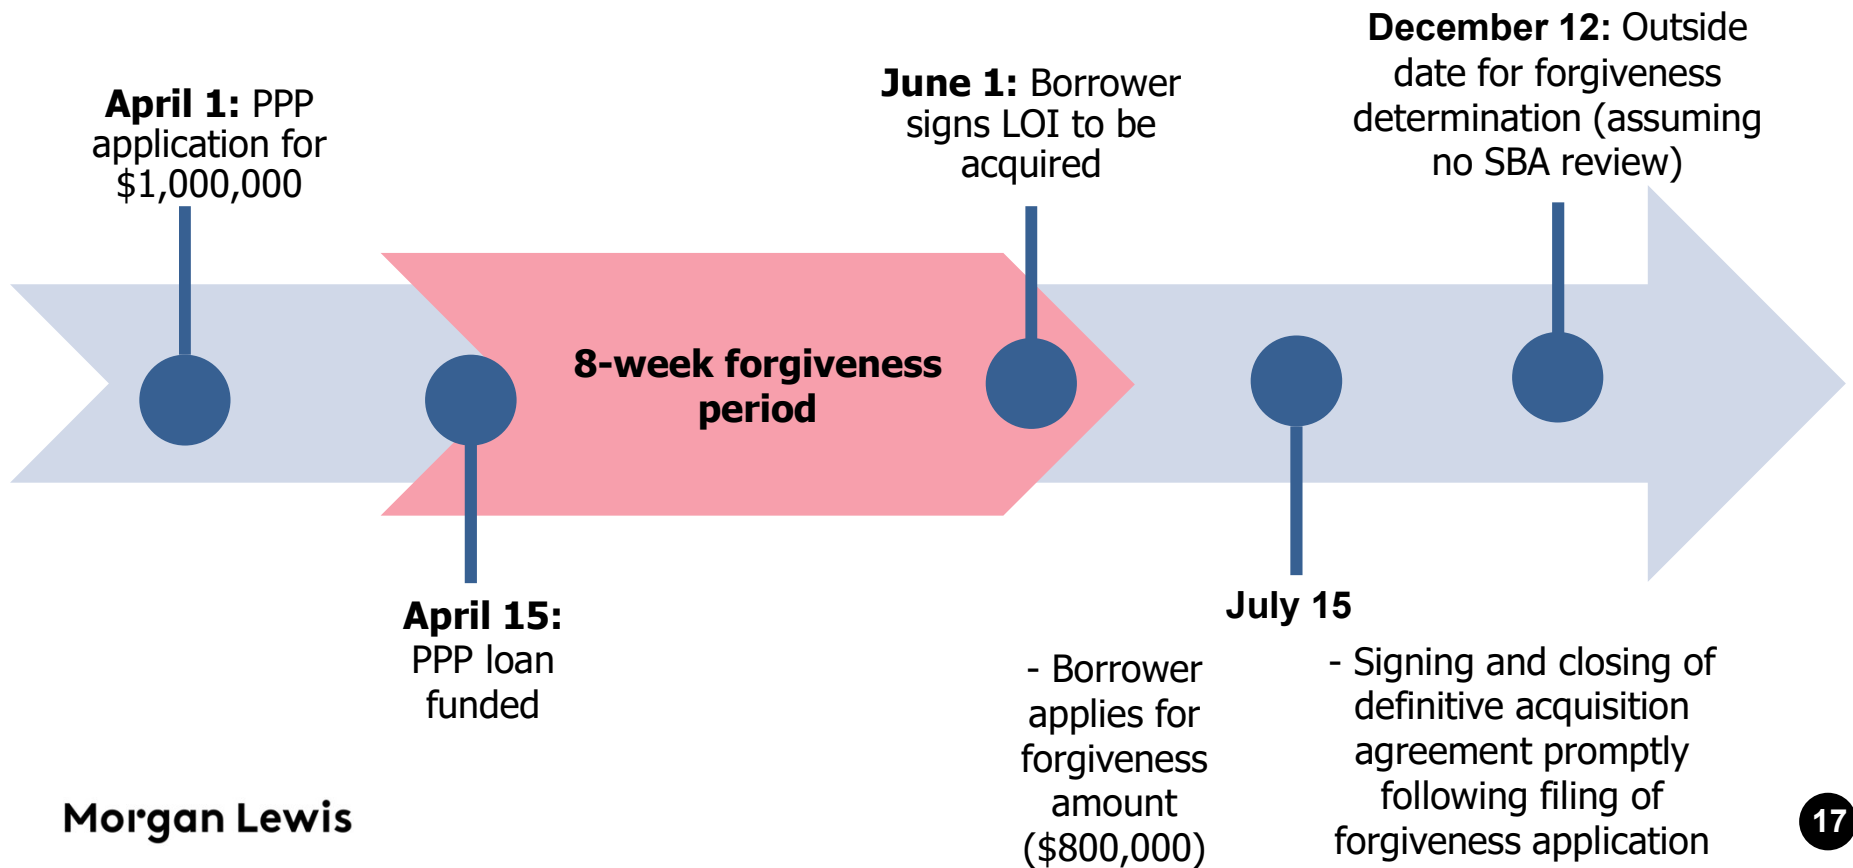 April 1: PPP
application for
$1,000,000
June 1: Borrower
signs LOI to be
acquired
December 12: Outside
date for forgiveness
determination (assuming
no SBA review)
8-week forgiveness
period
April 15:
PPP loan
funded
July 15
- Borrower
applies for
forgiveness
amount
($800,000)
- Signing and closing of
definitive acquisition
agreement promptly
following filing of
forgiveness application
Morgan Lewis
17